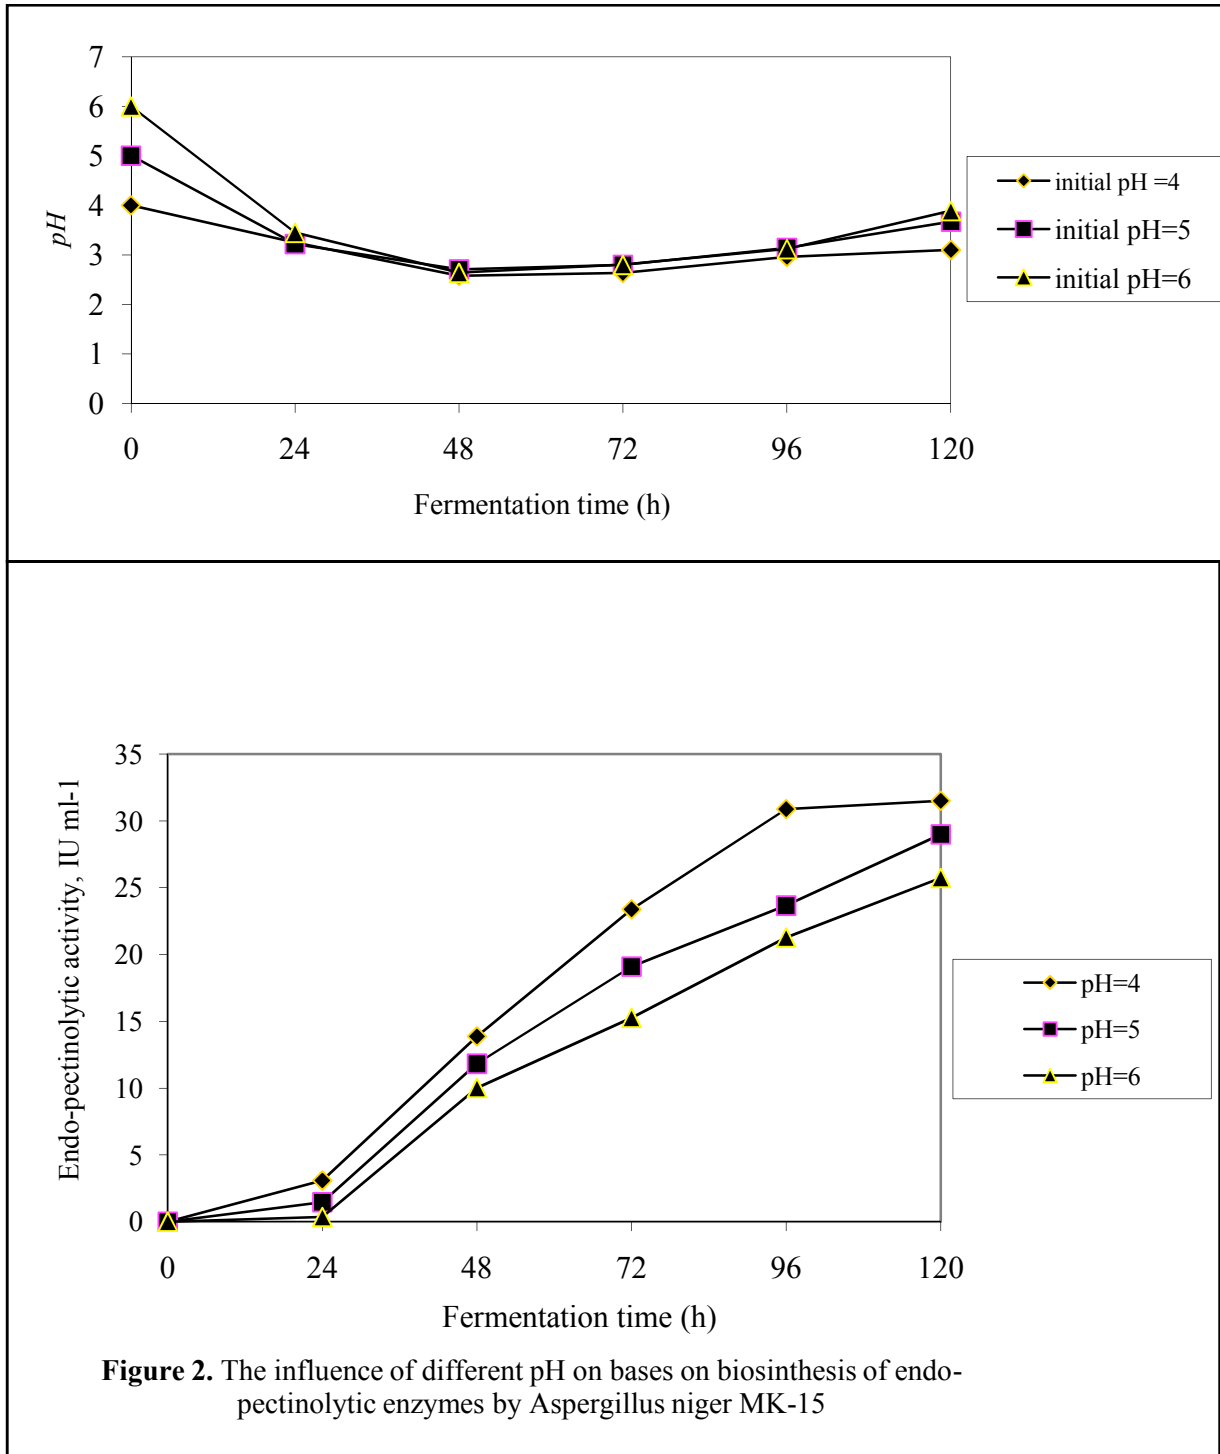 7
6
5
4
3
2
1
0
pH
0 24 48 72 96 120
Fermentation time (h)
initial pH =4
initial pH=5
initial pH=6
35
30
25
20
15
10
5
0
Endo-pectinolytic activity, IU ml-1
0 24 48 72 96 120
Fermentation time (h)
pH=4
pH=5
pH=6
Figure 2. The influence of different pH on bases on biosinthesis of endo-
pectinolytic enzymes by Aspergillus niger MK-15